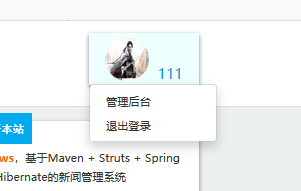 111
管理后台
退出登录
本站
ws，基于Maven + Struts + Spring
Hibernate的新闻管理系统